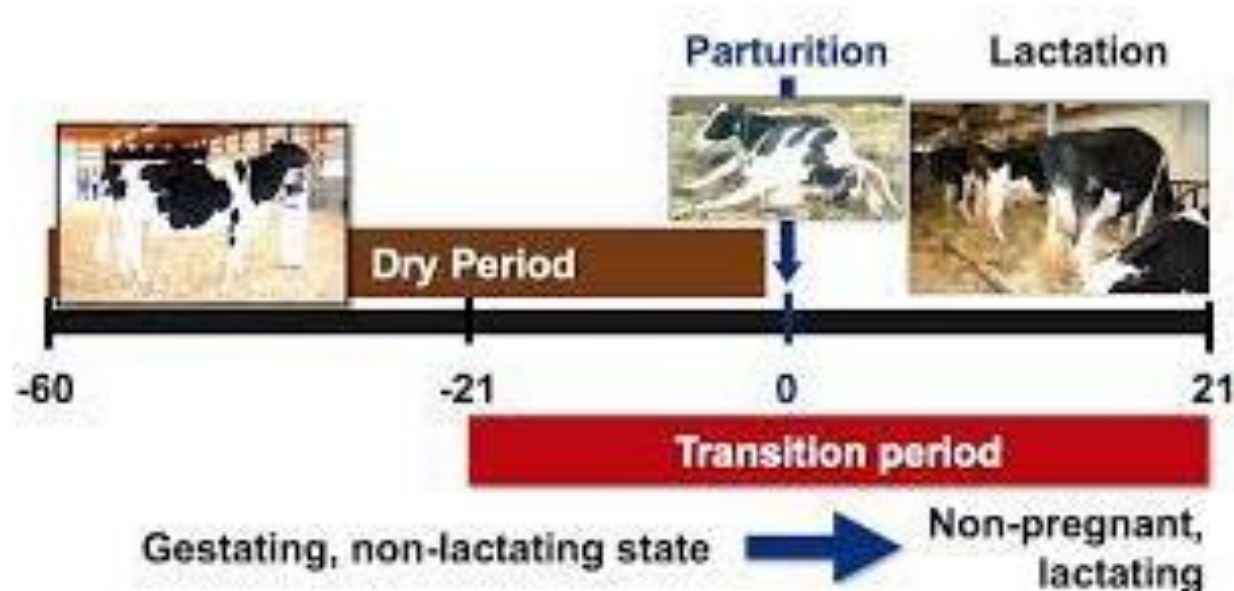 Parturition
Lactation
Dry Period
-60
-21
0
21
Transition period
Gestating, non-lactating state
Non-pregnant,
lactating